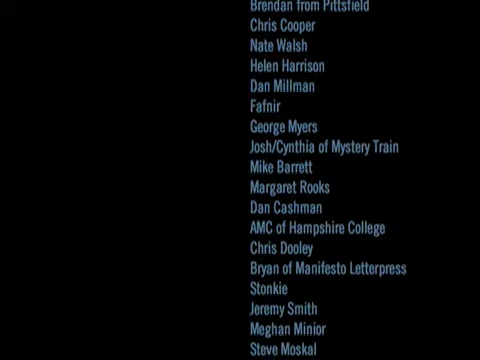 Brendan from Pittsfield
Chris Cooper
Nate Walsh
Helen Harrison
Dan Millman
Fafnir
George Myers
Josh/Cynthia of Mystery Train
Mike Barrett
Margaret Rooks
Dan Cashman
AMC of Hampshire College
Chris Dooley
Bryan of Manifesto Letterpress
Stonkie
Jeremy Smith
Meghan Minior
Steve Moskal